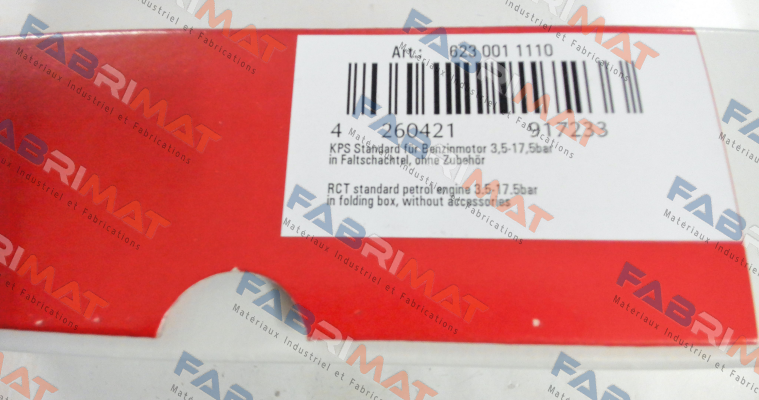 Art.: 623 001 1110
4 260421 917233
KPS Standard für Benzinmotor 3,5-17,5bar
in Faltschachtel, ohne Zubehör
RCT standard petrol engine 3,5-17.5bar
in folding box, without accessories
FABRIMAT
Matériaux Industriel et Fabrications